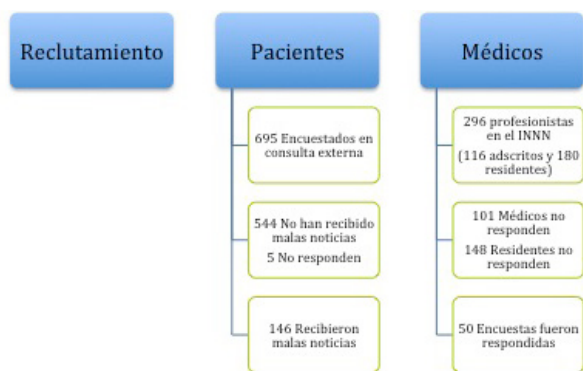 Reclutamiento
Pacientes
695 Encuestados en
consulta externa
544 No han recibido
malas noticias
5 No responden
146 Recibieron
malas noticias
Médicos
296 profesionistas
en el INNN
(116 adscritos y 180
residentes)
101 Médicos no
responden
148 Residentes no
responden
50 Encuestas fueron
respondidas